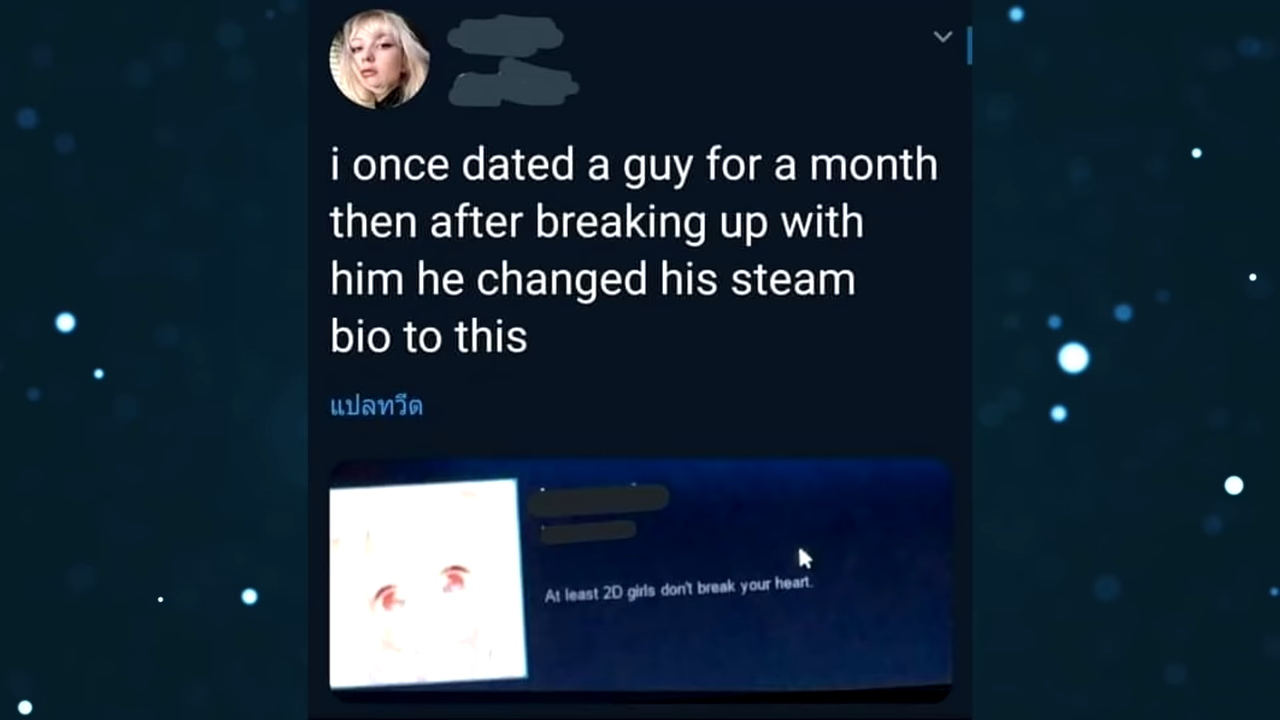 i once dated a guy for a month
then after breaking up with
him he changed his steam
bio to this
แปลทวีต
At least 2D girls don't break your heart.